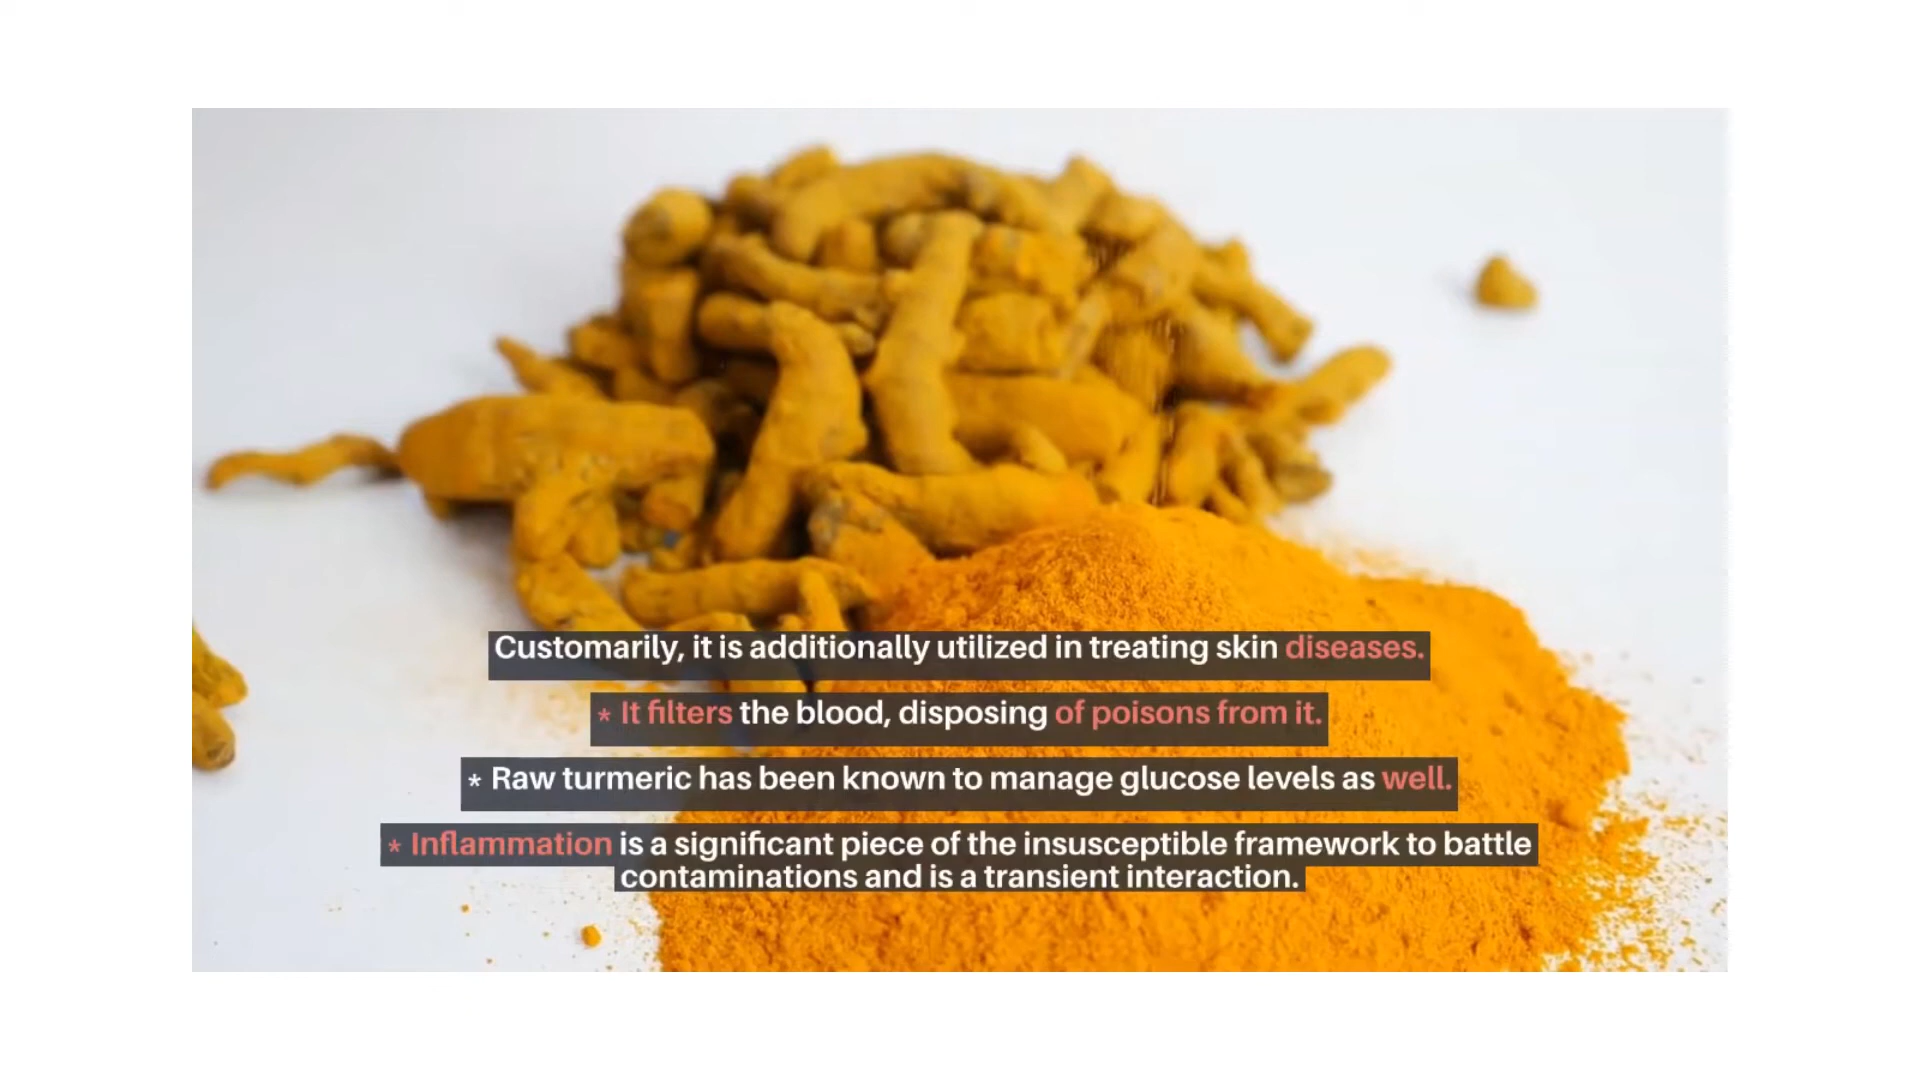 Customarily, it is additionally utilized in treating skin diseases.
* It filters the blood, disposing of poisons from it.
* Raw turmeric has been known to manage glucose levels as well.
* Inflammation is a significant piece of the insusceptible framework to battle
contaminations and is a transient interaction.